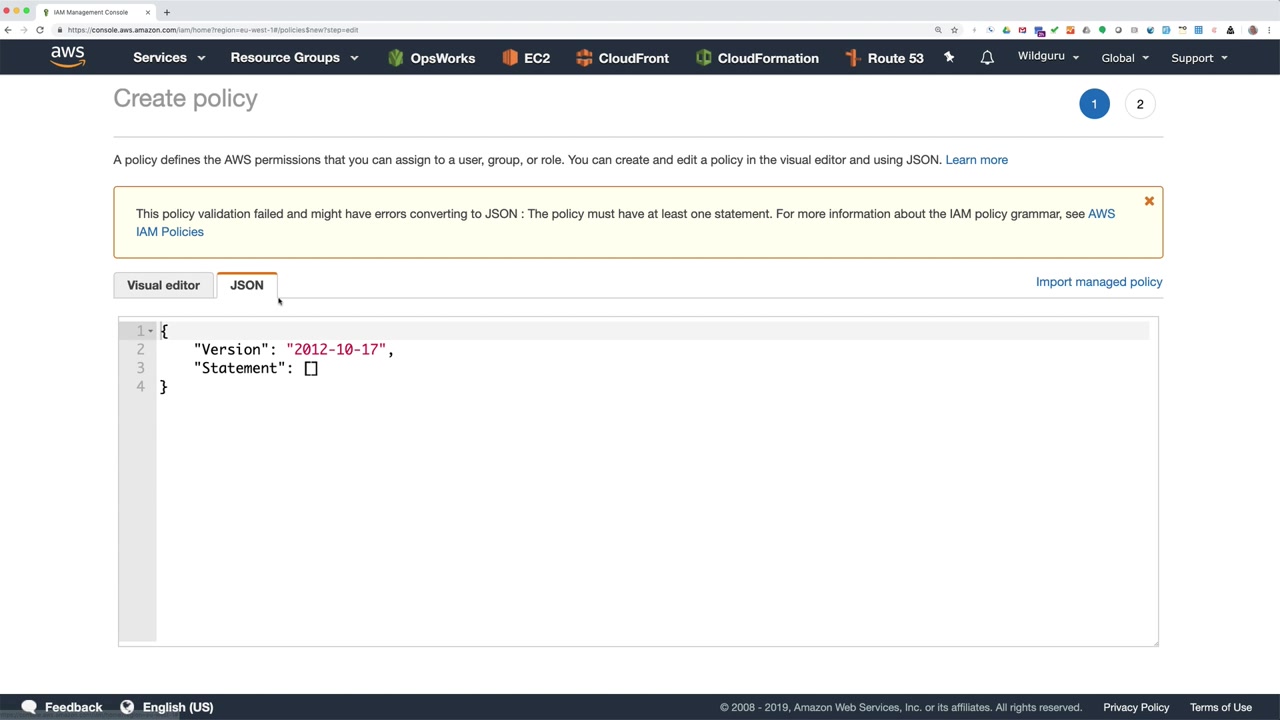 IAM Management Console
https://console.aws.amazon.com/iam/home?region=eu-west-1#/policies$new?step=edit
aws Services Resource Groups OpsWorks EC2 CloudFront CloudFormation Route 53 Wildguru Global Support
Create policy
1 2
A policy defines the AWS permissions that you can assign to a user, group, or role. You can create and edit a policy in the visual editor and using JSON. Learn more
This policy validation failed and might have errors converting to JSON : The policy must have at least one statement. For more information about the IAM policy grammar, see AWS
IAM Policies
Visual editor JSON Import managed policy
1 {
2 "Version": "2012-10-17",
3 "Statement": []
4 }
Feedback English (US) © 2008 - 2019, Amazon Web Services, Inc. or its affiliates. All rights reserved. Privacy Policy Terms of Use